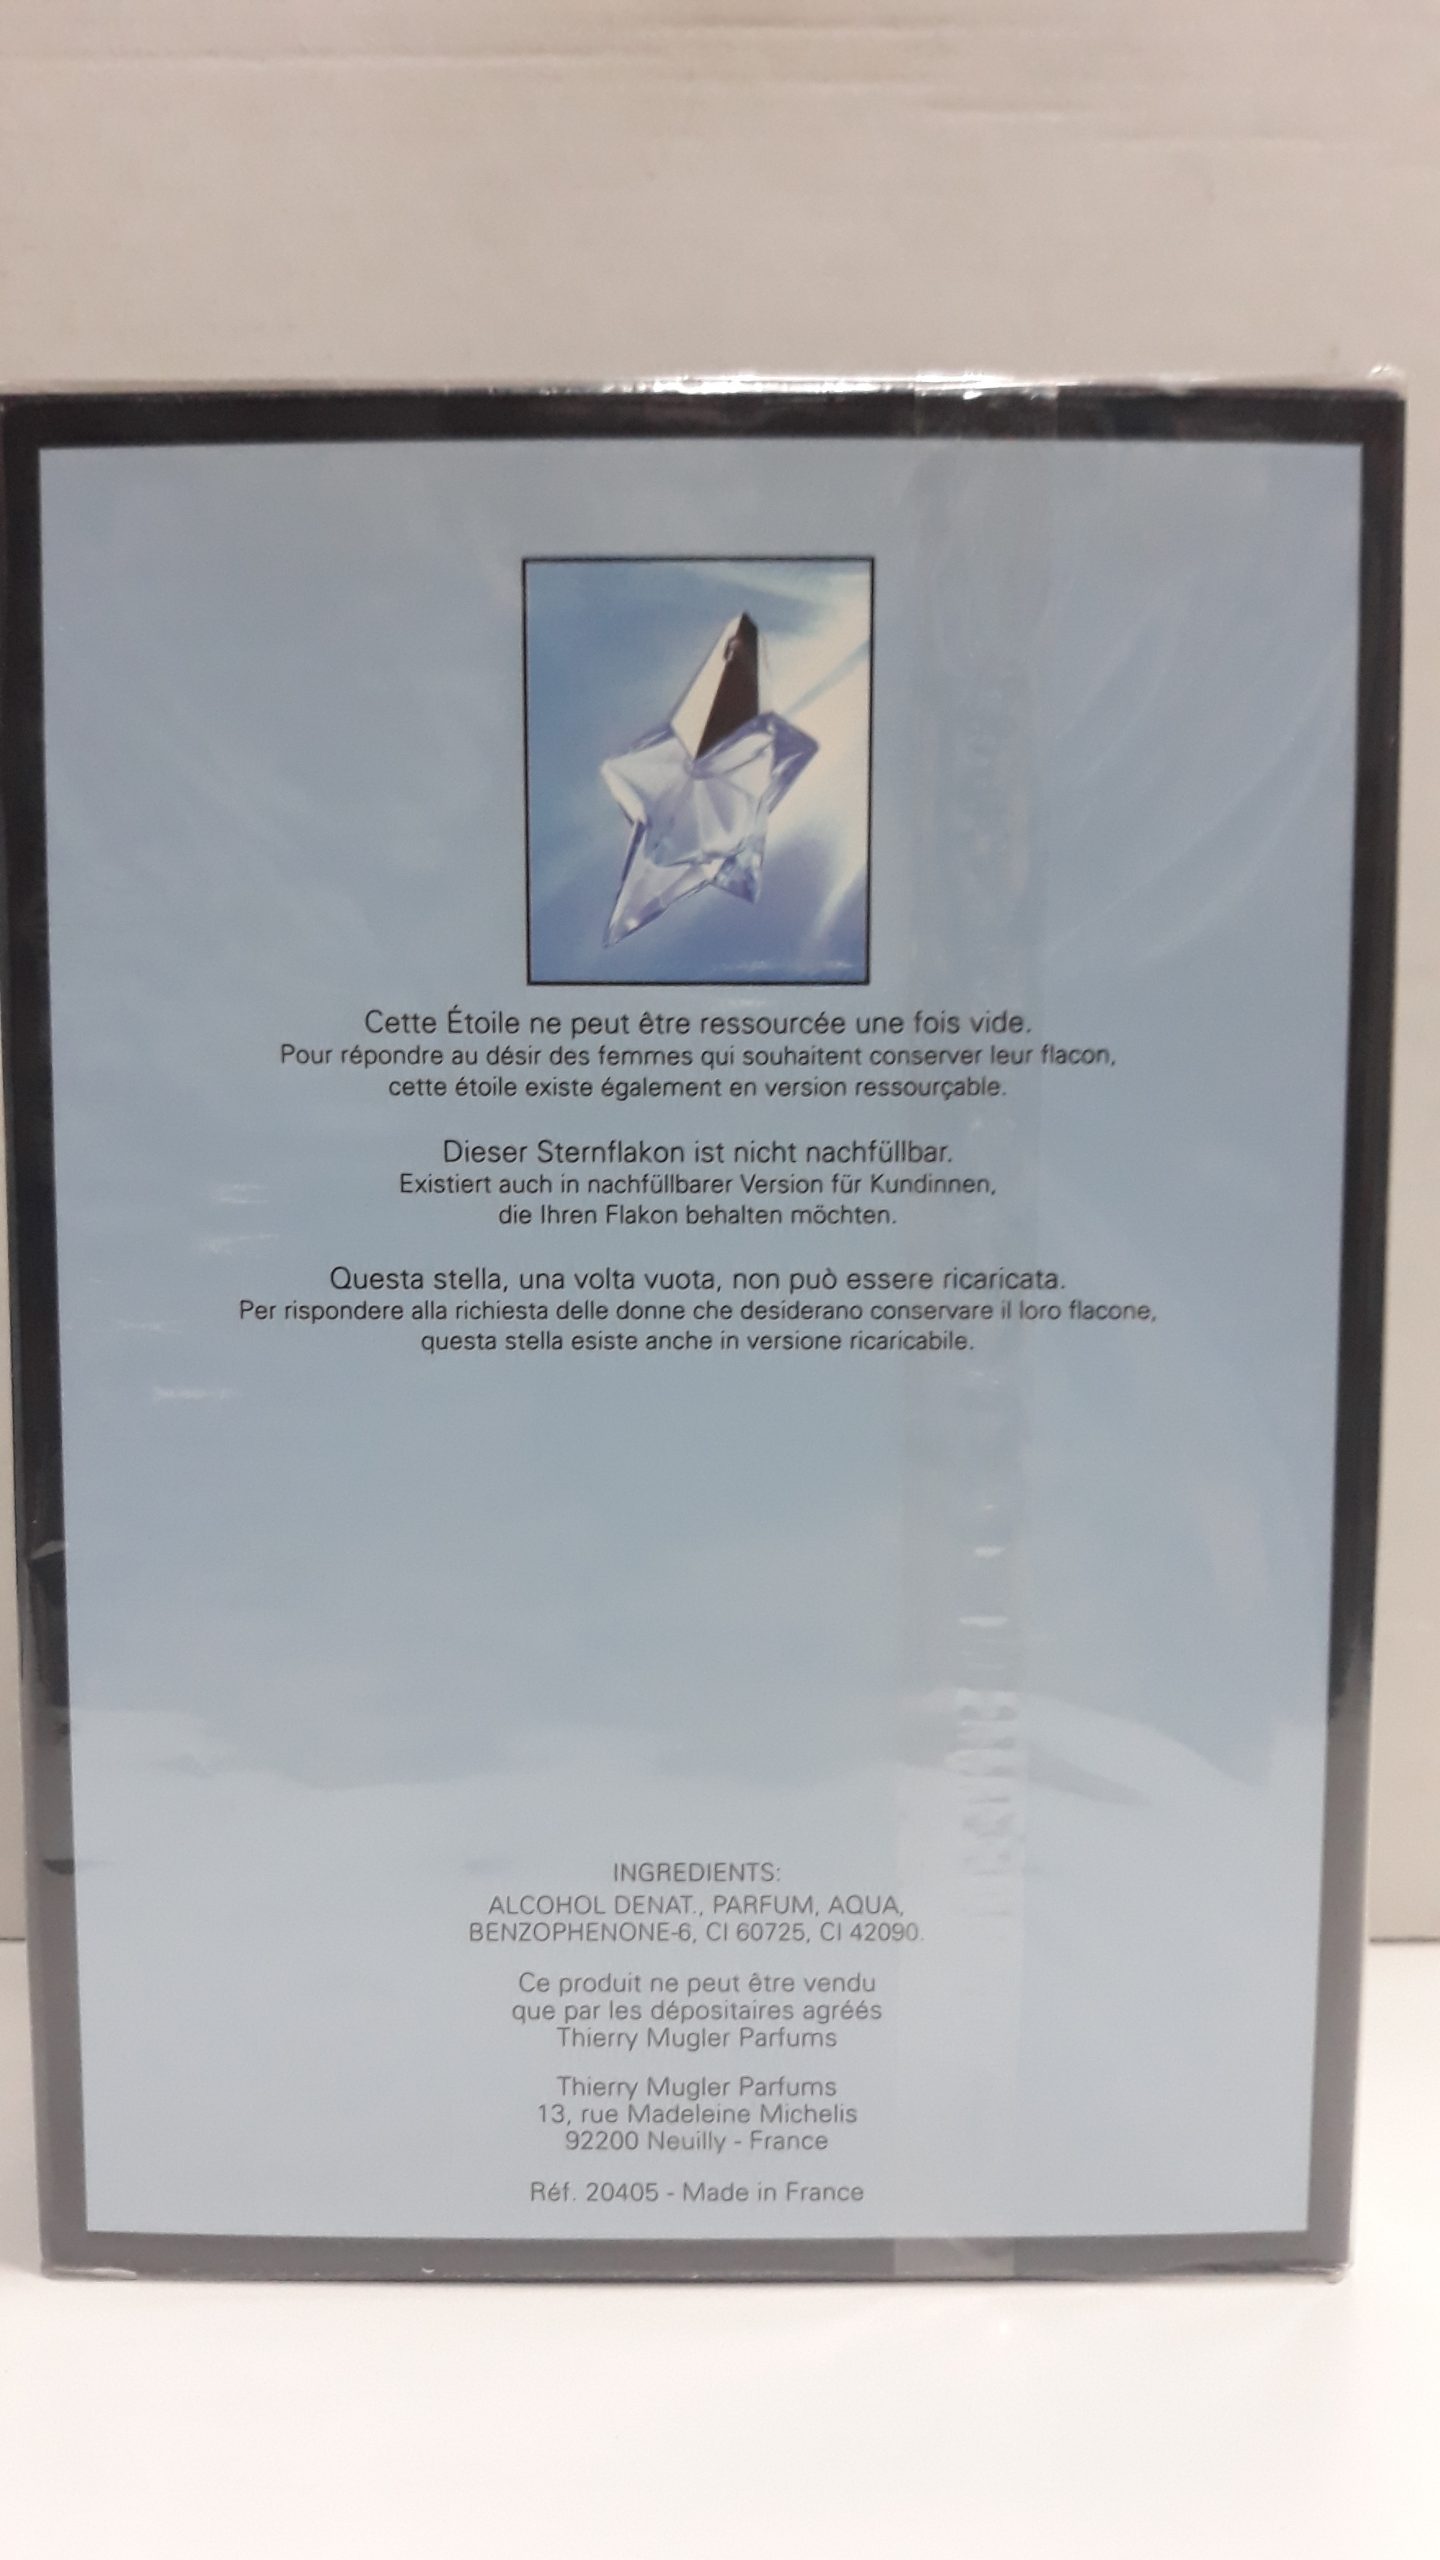 Cette Étoile ne peut être ressourcée une fois vide.
Pour répondre au désir des femmes qui souhaitent conserver leur flacon,
cette étoile existe également en version ressourçable.
Dieser Sternflakon ist nicht nachfüllbar.
Existiert auch in nachfüllbarer Version für Kundinnen,
die Ihren Flakon behalten möchten.
Questa stella, una volta vuota, non può essere ricaricata.
Per rispondere alla richiesta delle donne che desiderano conservare il loro flacone,
questa stella esiste anche in versione ricaricabile.
INGREDIENTS:
ALCOHOL DENAT., PARFUM, AQUA,
BENZOPHENONE-6, CI 60725, CI 42090.
Ce produit ne peut être vendu
que par les dépositaires agréés
Thierry Mugler Parfums
Thierry Mugler Parfums
13, rue Madeleine Michelis
92200 Neuilly - France
Réf. 20405 - Made in France